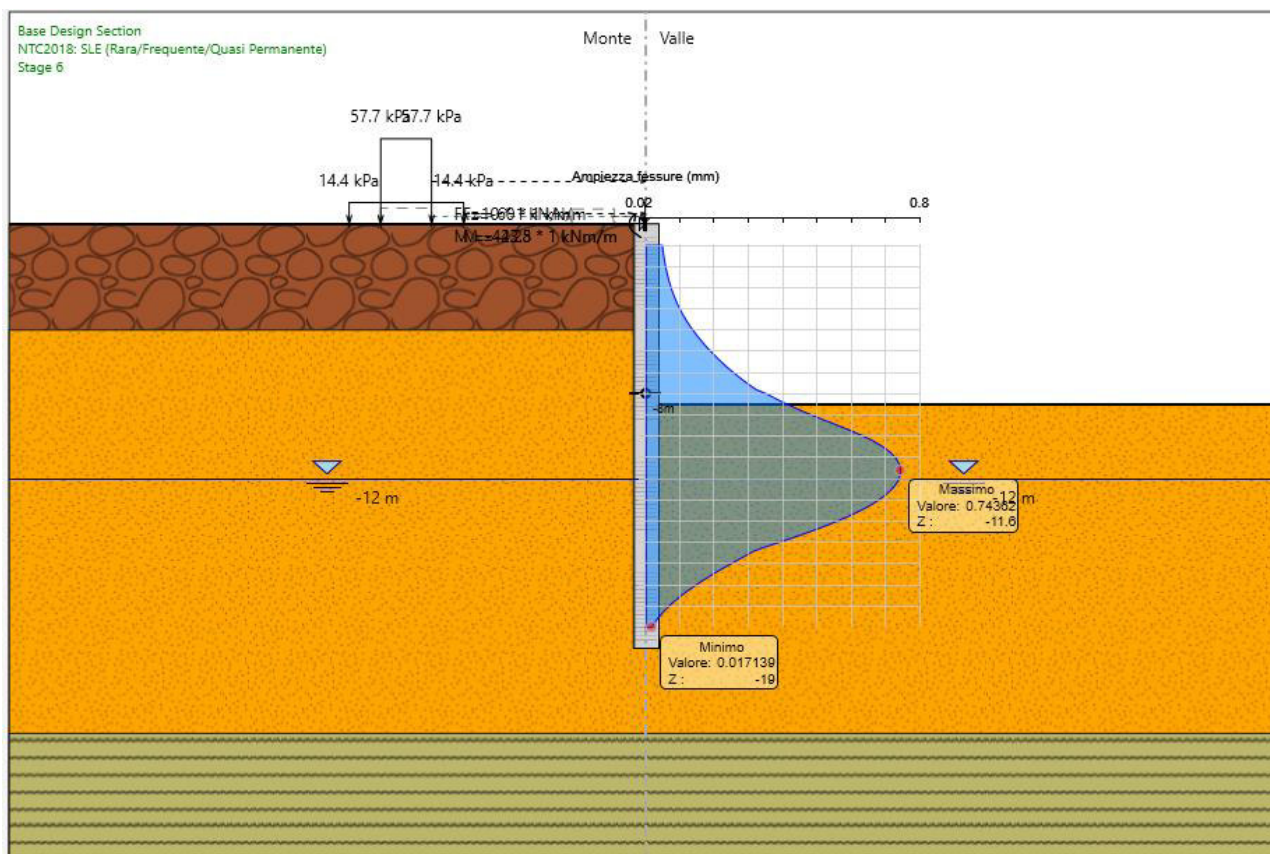 Base Design Section
NTC2018: SLE (Rara/Frequente/Quasi Permanente)
Stage 6
Monte
Valle
57.7 kPa
57.7 kPa
14.4 kPa
14.4 kPa
Ampiezza fessure (mm)
0.02
0.8
* 1 kNm/m
-12 m
-12 m
Massimo
Valore: 0.74362
Z : -11.6
Minimo
Valore: 0.017139
Z : -19